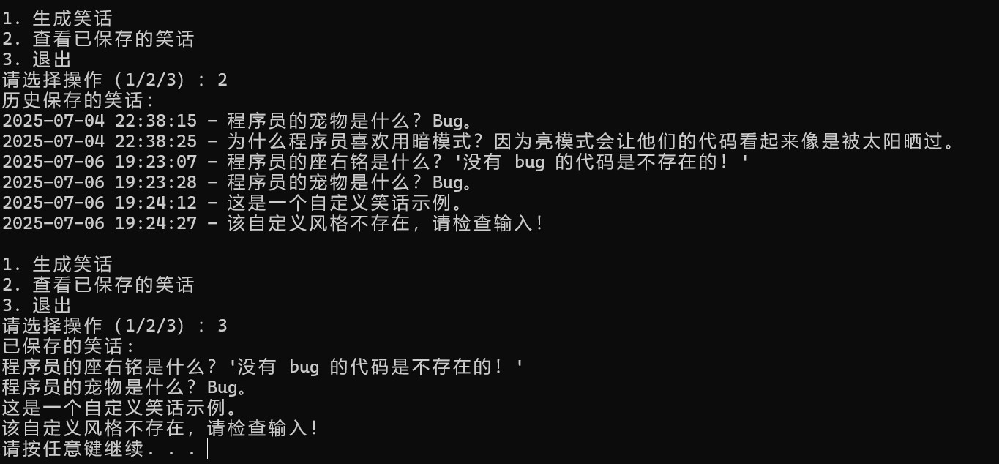 1. 生成笑话
2. 查看已保存的笑话
3. 退出
请选择操作（1/2/3）: 2
历史保存的笑话:
2025-07-04 22:38:15 - 程序员的宠物是什么？Bug。
2025-07-04 22:38:25 - 为什么程序员喜欢用暗模式？因为亮模式会让他们的代码看起来像是被太阳晒过。
2025-07-06 19:23:07 - 程序员的座右铭是什么？'没有 bug 的代码是不存在的！'
2025-07-06 19:23:28 - 程序员的宠物是什么？Bug。
2025-07-06 19:24:12 - 这是一个自定义笑话示例。
2025-07-06 19:24:27 - 该自定义风格不存在，请检查输入！
1. 生成笑话
2. 查看已保存的笑话
3. 退出
请选择操作（1/2/3）: 3
已保存的笑话:
程序员的座右铭是什么？'没有 bug 的代码是不存在的！'
程序员的宠物是什么？Bug。
这是一个自定义笑话示例。
该自定义风格不存在，请检查输入！
请按任意键继续. . .